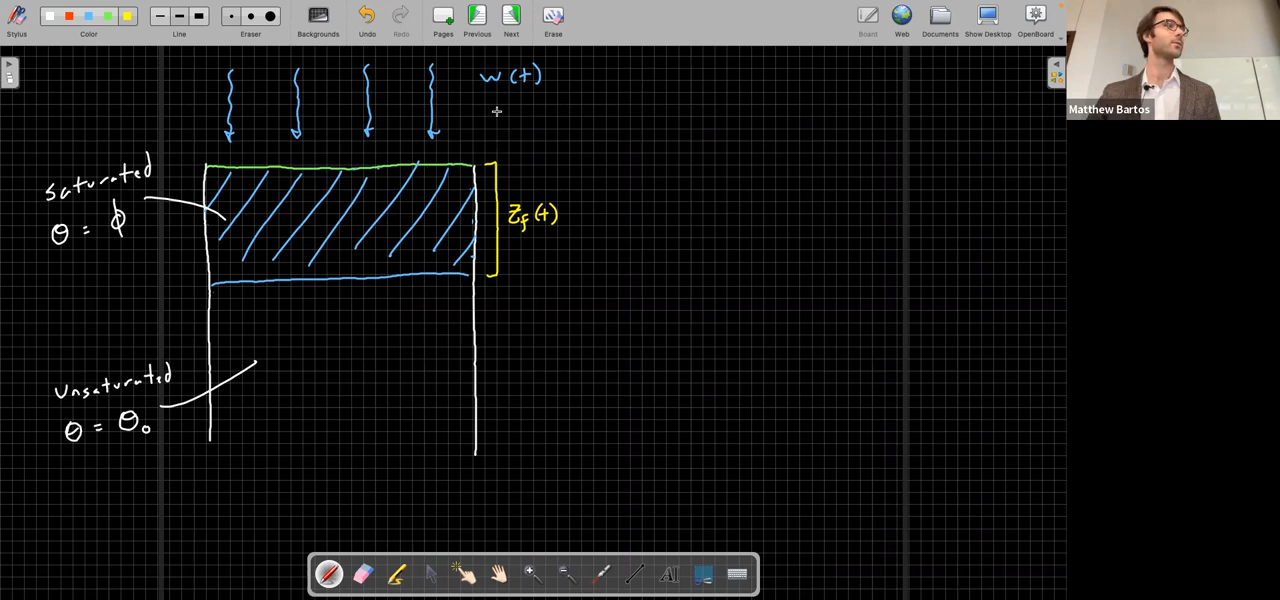 Stylus
Color
Line
Eraser
Backgrounds
Undo
Redo
Pages
Previous
Next
Erase
Board
Web
Documents
Show Desktop
OpenBoard
Matthew Bartos
w(t)
saturated
θ = ϕ
z_f(t)
Unsaturated
θ = θ₀